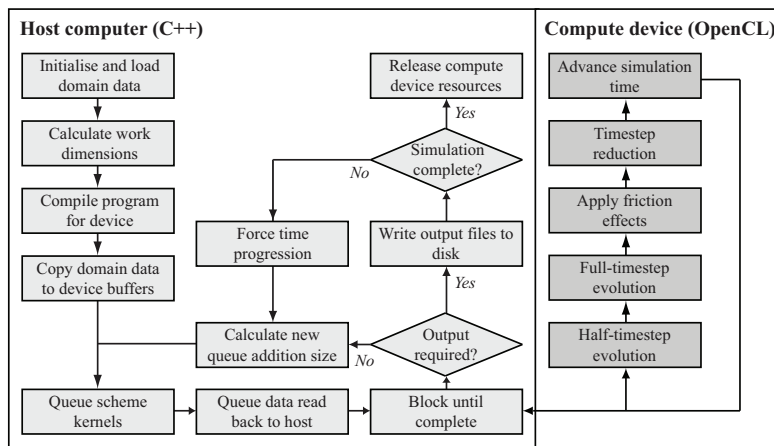 Host computer (C++)
Initialise and load
domain data
Calculate work
dimensions
Compile program
for device
Copy domain data
to device buffers
Queue scheme
kernels
Queue data read
back to host
Block until
complete
Output
required?
No
Yes
Calculate new
queue addition size
Write output files to
disk
Simulation
complete?
No
Yes
Force time
progression
Release compute
device resources
Compute device (OpenCL)
Advance simulation
time
Timestep
reduction
Apply friction
effects
Full-timestep
evolution
Half-timestep
evolution